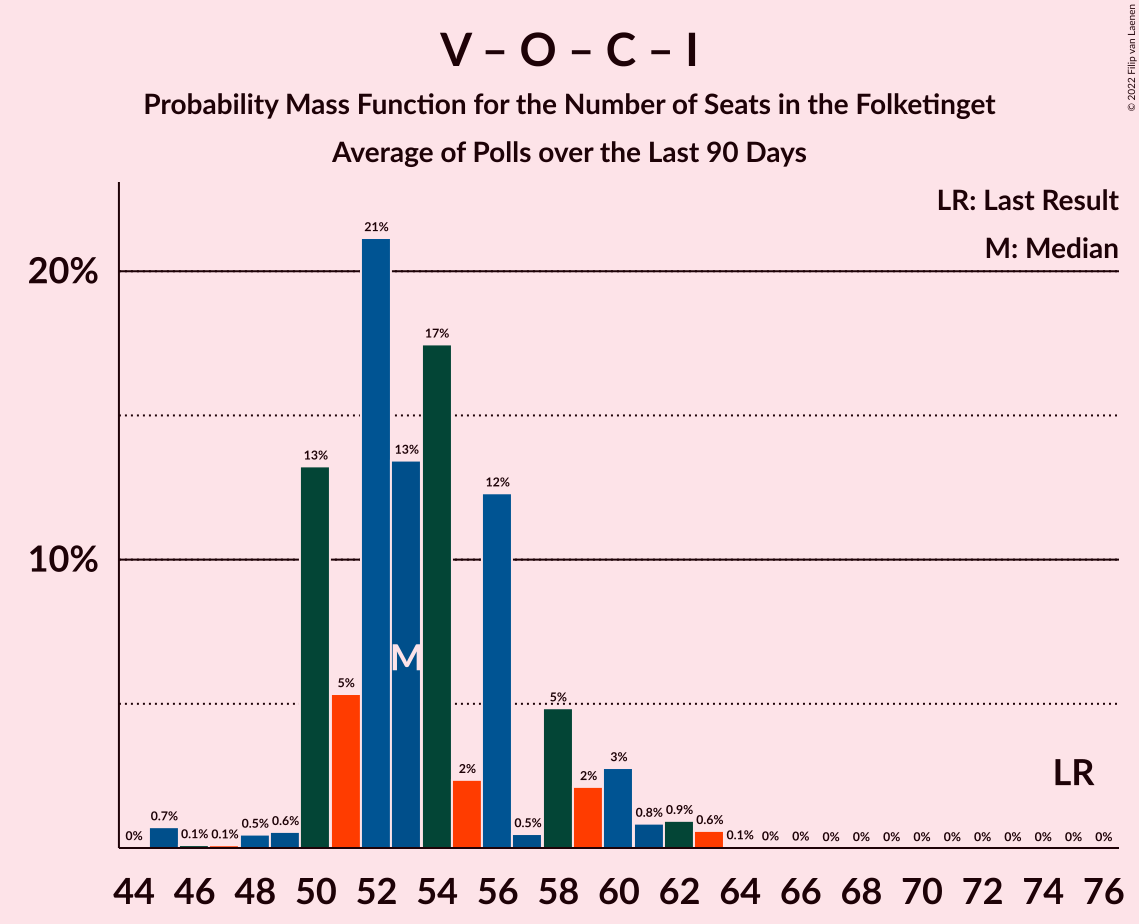 V – O – C – I
Probability Mass Function for the Number of Seats in the Folketinget
Average of Polls over the Last 90 Days
© 2022 Filip van Laenen
LR: Last Result
M: Median
20%
10%
0% 0.7% 0.1% 0.1% 0.5% 0.6% 13% 5% 21% 13% 17% 2% 12% 0.5% 5% 2% 3% 0.8% 0.9% 0.6% 0.1% 0% 0% 0% 0% 0% 0% 0% 0% 0% 0% 0% 0%
M
LR
44 46 48 50 52 54 56 58 60 62 64 66 68 70 72 74 76